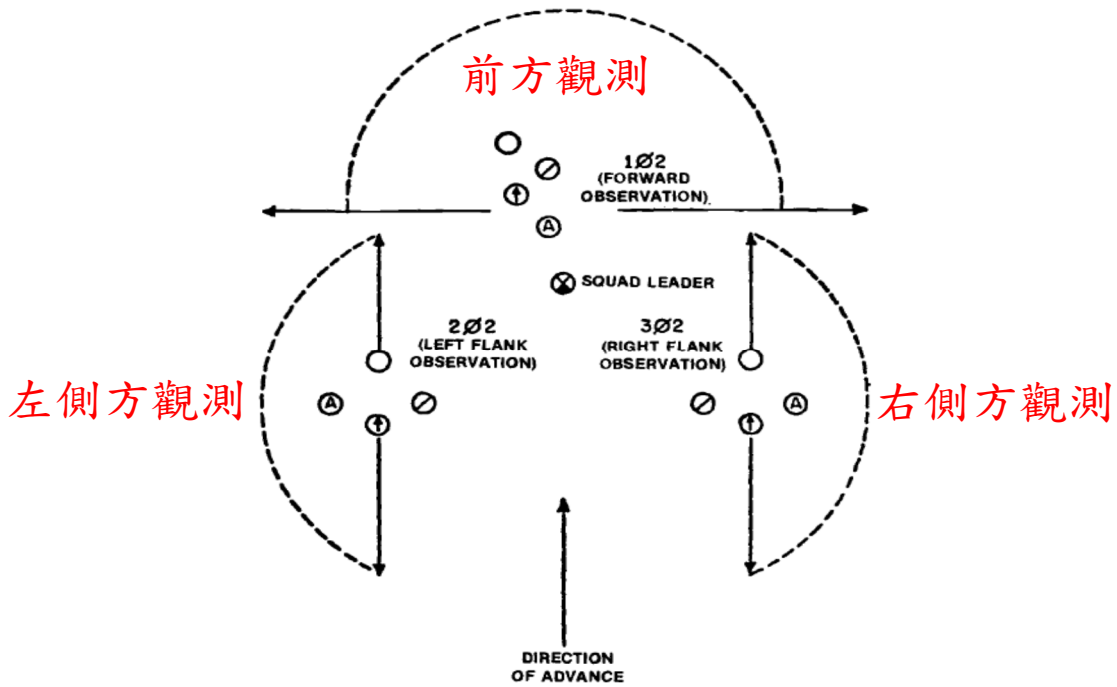 前方觀測
1Ø2
(FORWARD
OBSERVATION)
A
SQUAD LEADER
2Ø2
(LEFT FLANK
OBSERVATION)
3Ø2
(RIGHT FLANK
OBSERVATION)
左側方觀測
A
A
右側方觀測
DIRECTION
OF ADVANCE